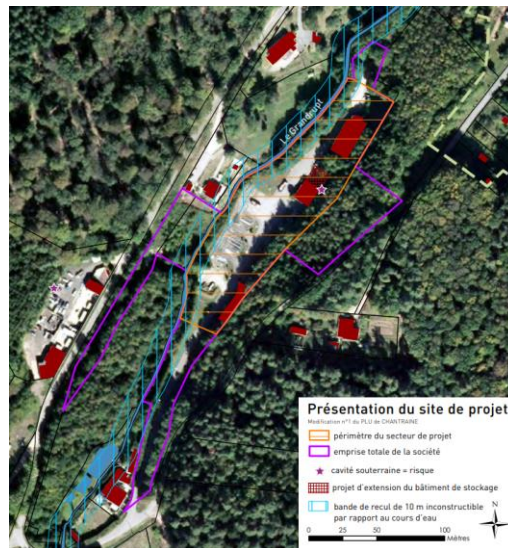 Le Grandrupt
Présentation du site de projet
Modification n°1 du PLU de CHANTRAINE
périmètre du secteur de projet
emprise totale de la société
cavité souterraine = risque
projet d'extension du bâtiment de stockage
bande de recul de 10 m inconstructible
par rapport au cours d'eau
N
0 25 50 100
Mètres